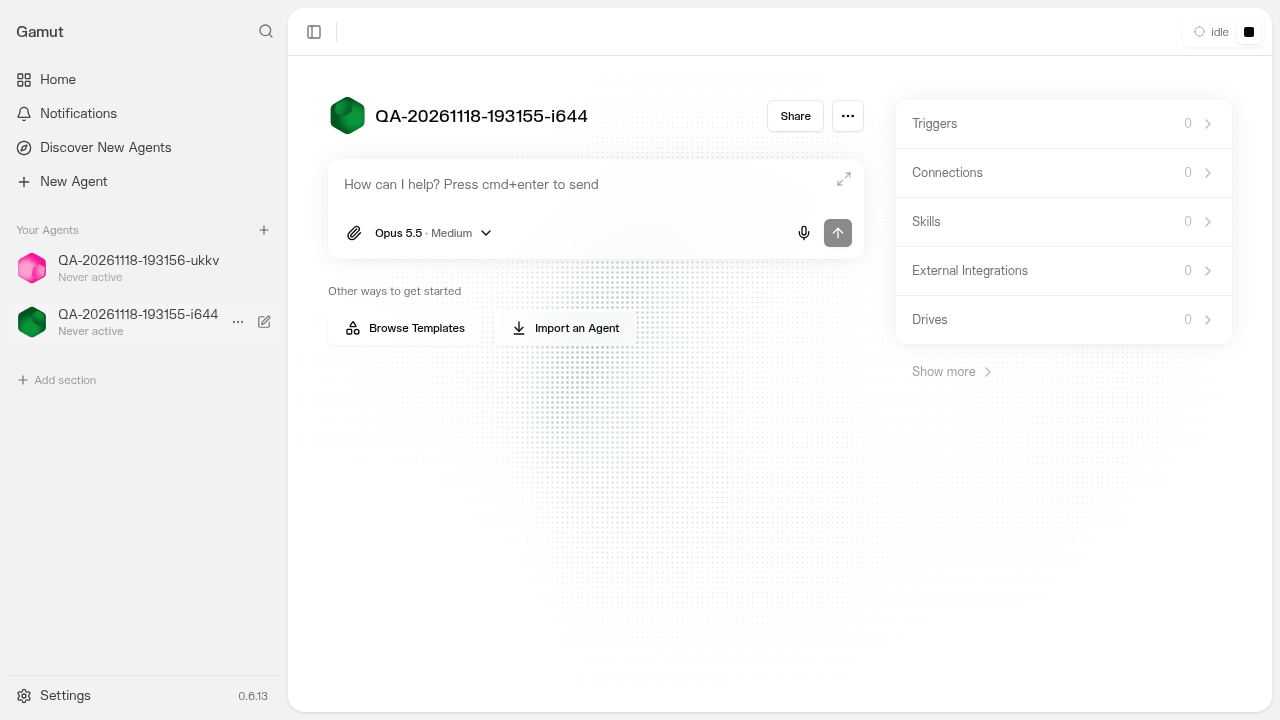 Gamut
Home
Notifications
Discover New Agents
New Agent
Your Agents
QA-20261118-193156-ukkv
Never active
QA-20261118-193155-i644
Never active
Add section
Settings
0.6.13
idle
QA-20261118-193155-i644
Share
How can I help? Press cmd+enter to send
Opus 5.5 · Medium
Other ways to get started
Browse Templates
Import an Agent
Triggers 0
Connections 0
Skills 0
External Integrations 0
Drives 0
Show more